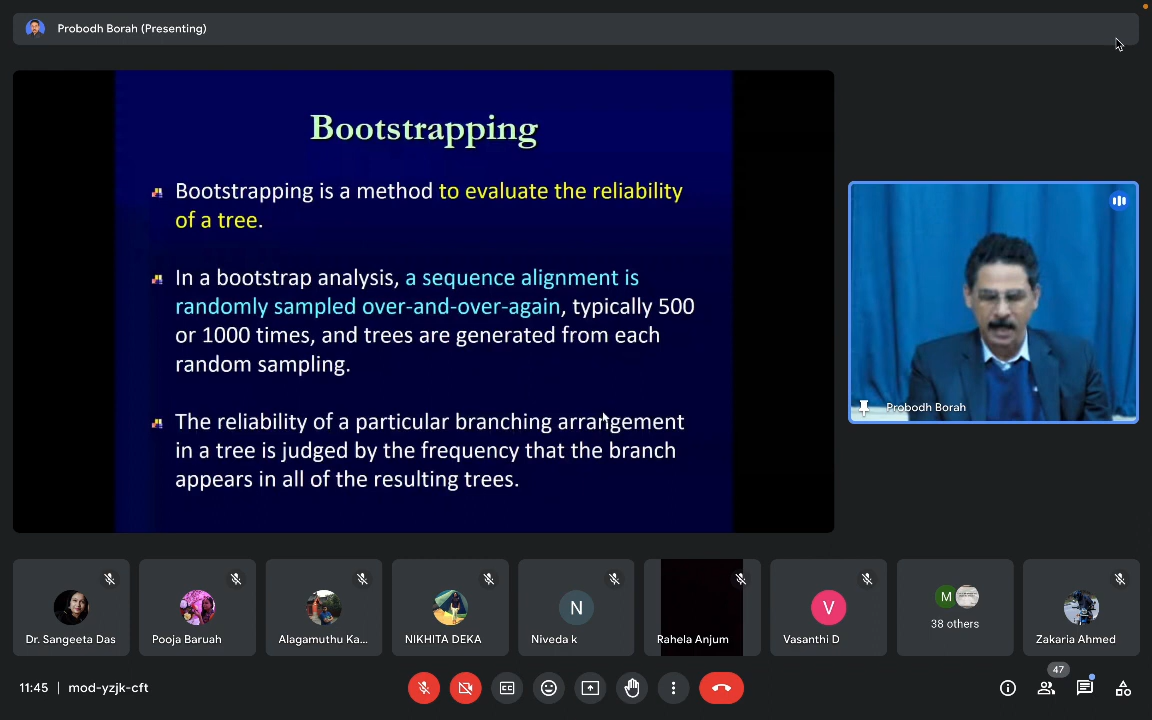 Probodh Borah (Presenting)
Bootstrapping
Bootstrapping is a method to evaluate the reliability
of a tree.
In a bootstrap analysis, a sequence alignment is
randomly sampled over-and-over-again, typically 500
or 1000 times, and trees are generated from each
random sampling.
The reliability of a particular branching arrangement
in a tree is judged by the frequency that the branch
appears in all of the resulting trees.
Probodh Borah
Dr. Sangeeta Das
Pooja Baruah
Alagamuthu Ka...
NIKHITA DEKA
N
Niveda k
Rahela Anjum
V
Vasanthi D
M
38 others
Zakaria Ahmed
11:45 | mod-yzjk-cft
CC
47